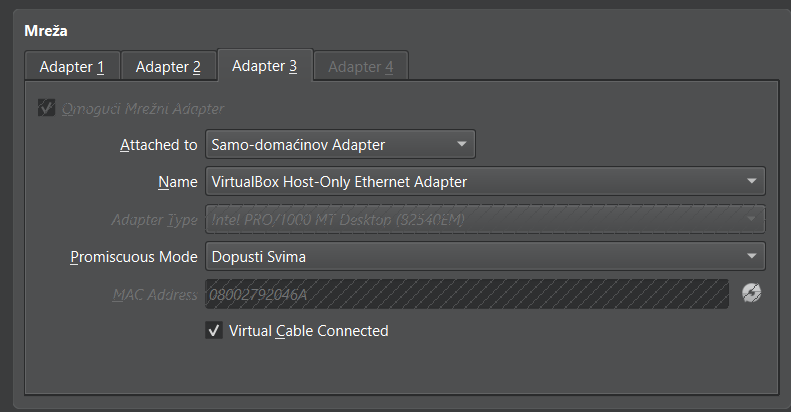 Mreža
Adapter 1 Adapter 2 Adapter 3 Adapter 4
Omogući Mrežni Adapter
Attached to Samo-domaćinov Adapter
Name VirtualBox Host-Only Ethernet Adapter
Adapter Type Intel PRO/1000 MT Desktop (82540EM)
Promiscuous Mode Dopusti Svima
MAC Address 08002792046A
Virtual Cable Connected